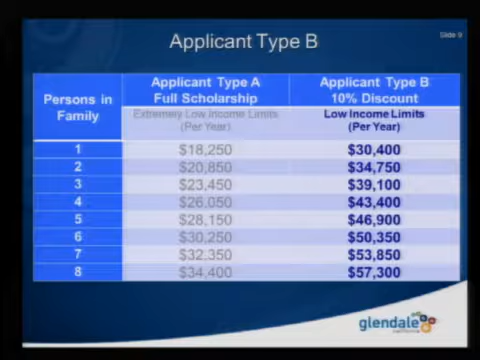 Slide 9
Applicant Type B
Persons in Family | Applicant Type A Full Scholarship | Applicant Type B 10% Discount
Extremely Low Income Limits (Per Year) | Low Income Limits (Per Year)
1 $18,250 $30,400
2 $20,850 $34,750
3 $23,450 $39,100
4 $26,050 $43,400
5 $28,150 $46,900
6 $30,250 $50,350
7 $32,350 $53,850
8 $34,400 $57,300
glendale